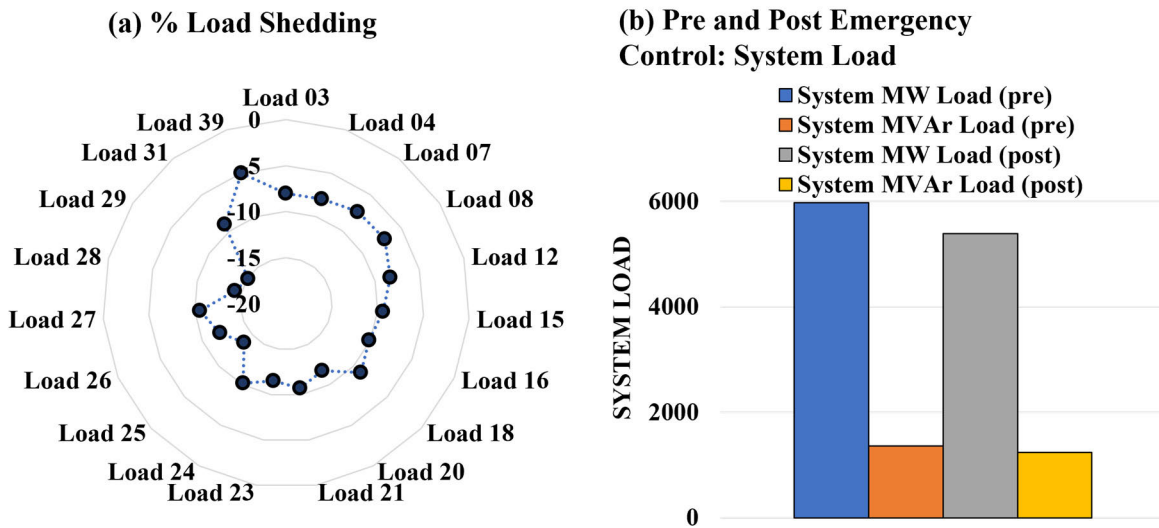 (a) % Load Shedding
Load 03
Load 04
Load 07
Load 08
Load 12
Load 15
Load 16
Load 18
Load 20
Load 21
Load 23
Load 24
Load 25
Load 26
Load 27
Load 28
Load 29
Load 31
Load 39
0
-5
-10
-15
-20
(b) Pre and Post Emergency
Control: System Load
System MW Load (pre)
System MVAr Load (pre)
System MW Load (post)
System MVAr Load (post)
SYSTEM LOAD
6000
4000
2000
0